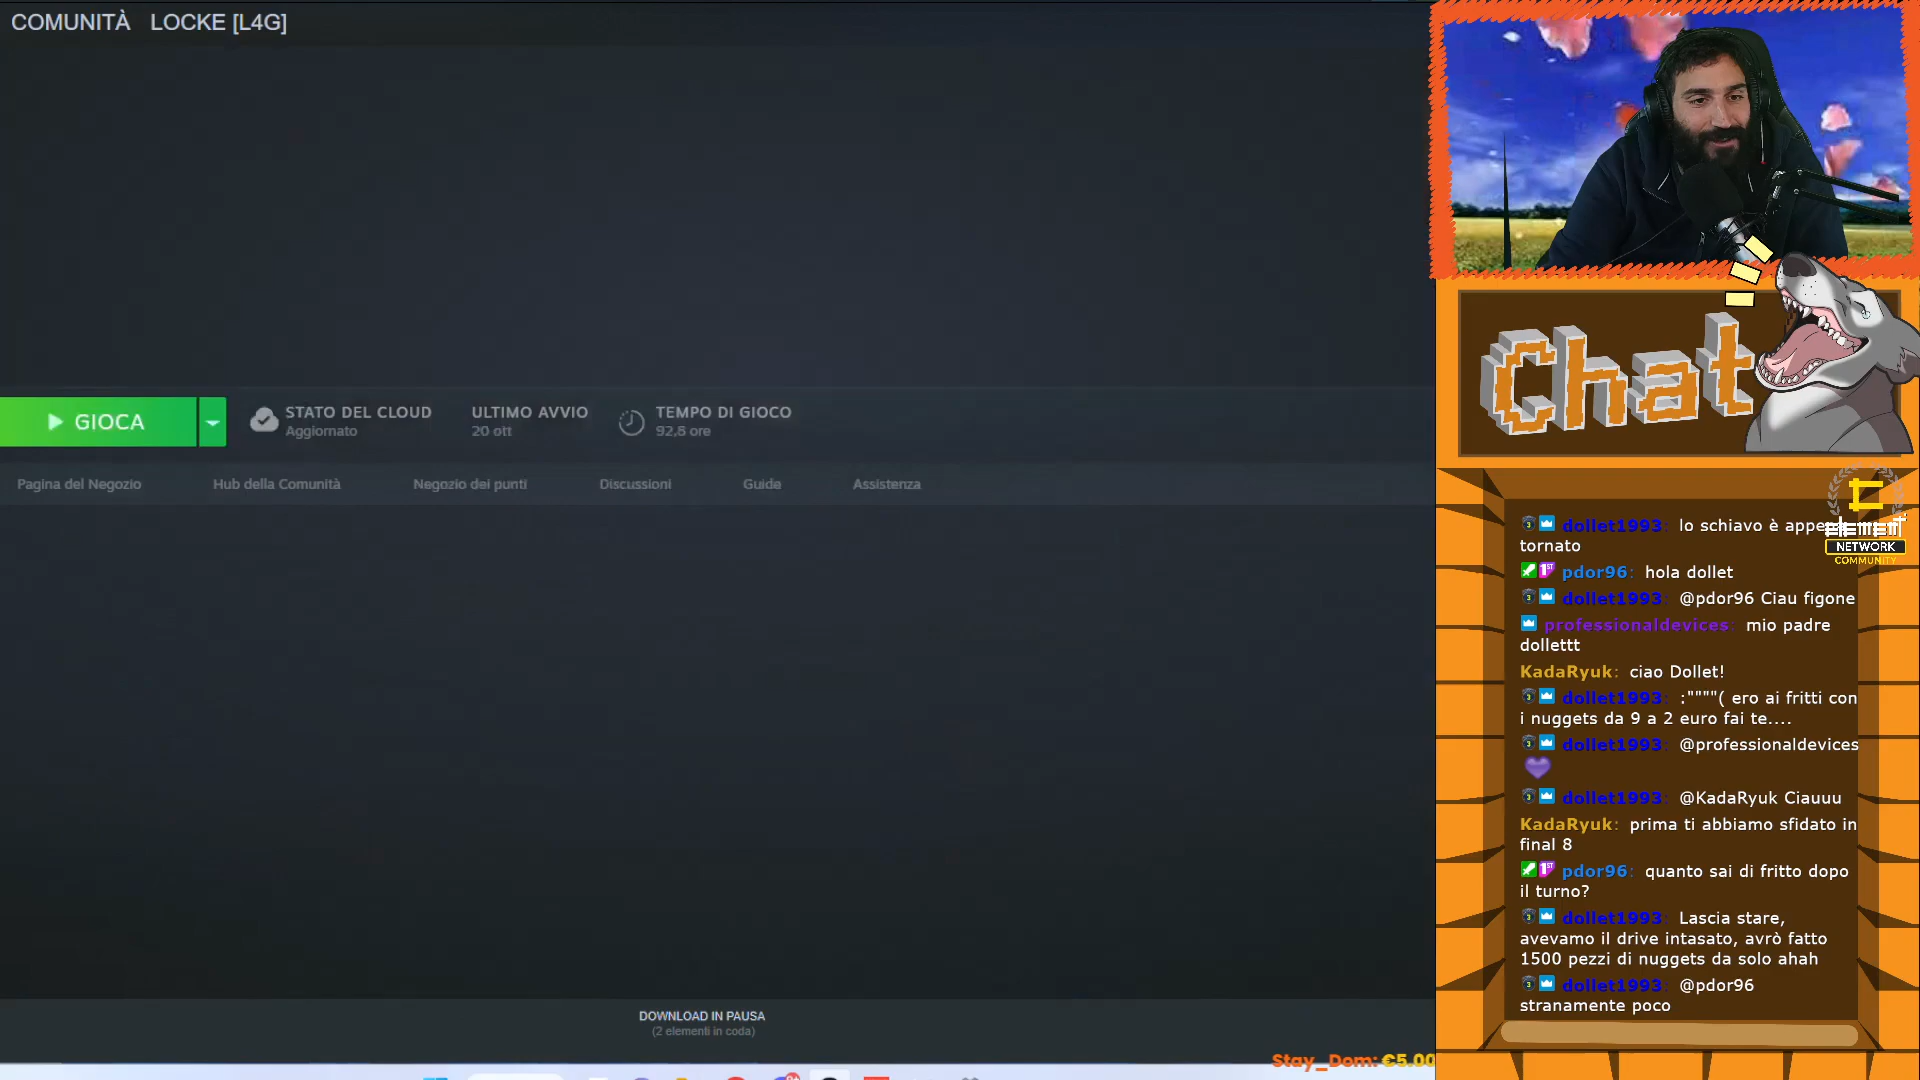 COMUNITÀ LOCKE [L4G]
GIOCA
STATO DEL CLOUD
Aggiornato
ULTIMO AVVIO
20 ott
TEMPO DI GIOCO
92,8 ore
Pagina del Negozio
Hub della Comunità
Negozio dei punti
Discussioni
Guide
Assistenza
DOWNLOAD IN PAUSA
(2 elementi in coda)
Stay_Dom: €5.00
Chat
ELEMENT
NETWORK
COMMUNITY
dollet1993: lo schiavo è
tornato
pdor96: hola dollet
dollet1993: @pdor96 Ciau figone
professionaldevices: mio padre
dollettt
KadaRyuk: ciao Dollet!
dollet1993: :""""( ero ai fritti con
i nuggets da 9 a 2 euro fai te....
dollet1993: @professionaldevices
dollet1993: @KadaRyuk Ciauuu
KadaRyuk: prima ti abbiamo sfidato in
final 8
pdor96: quanto sai di fritto dopo
il turno?
dollet1993: Lascia stare,
avevamo il drive intasato, avrò fatto
1500 pezzi di nuggets da solo ahah
dollet1993: @pdor96
stranamente poco